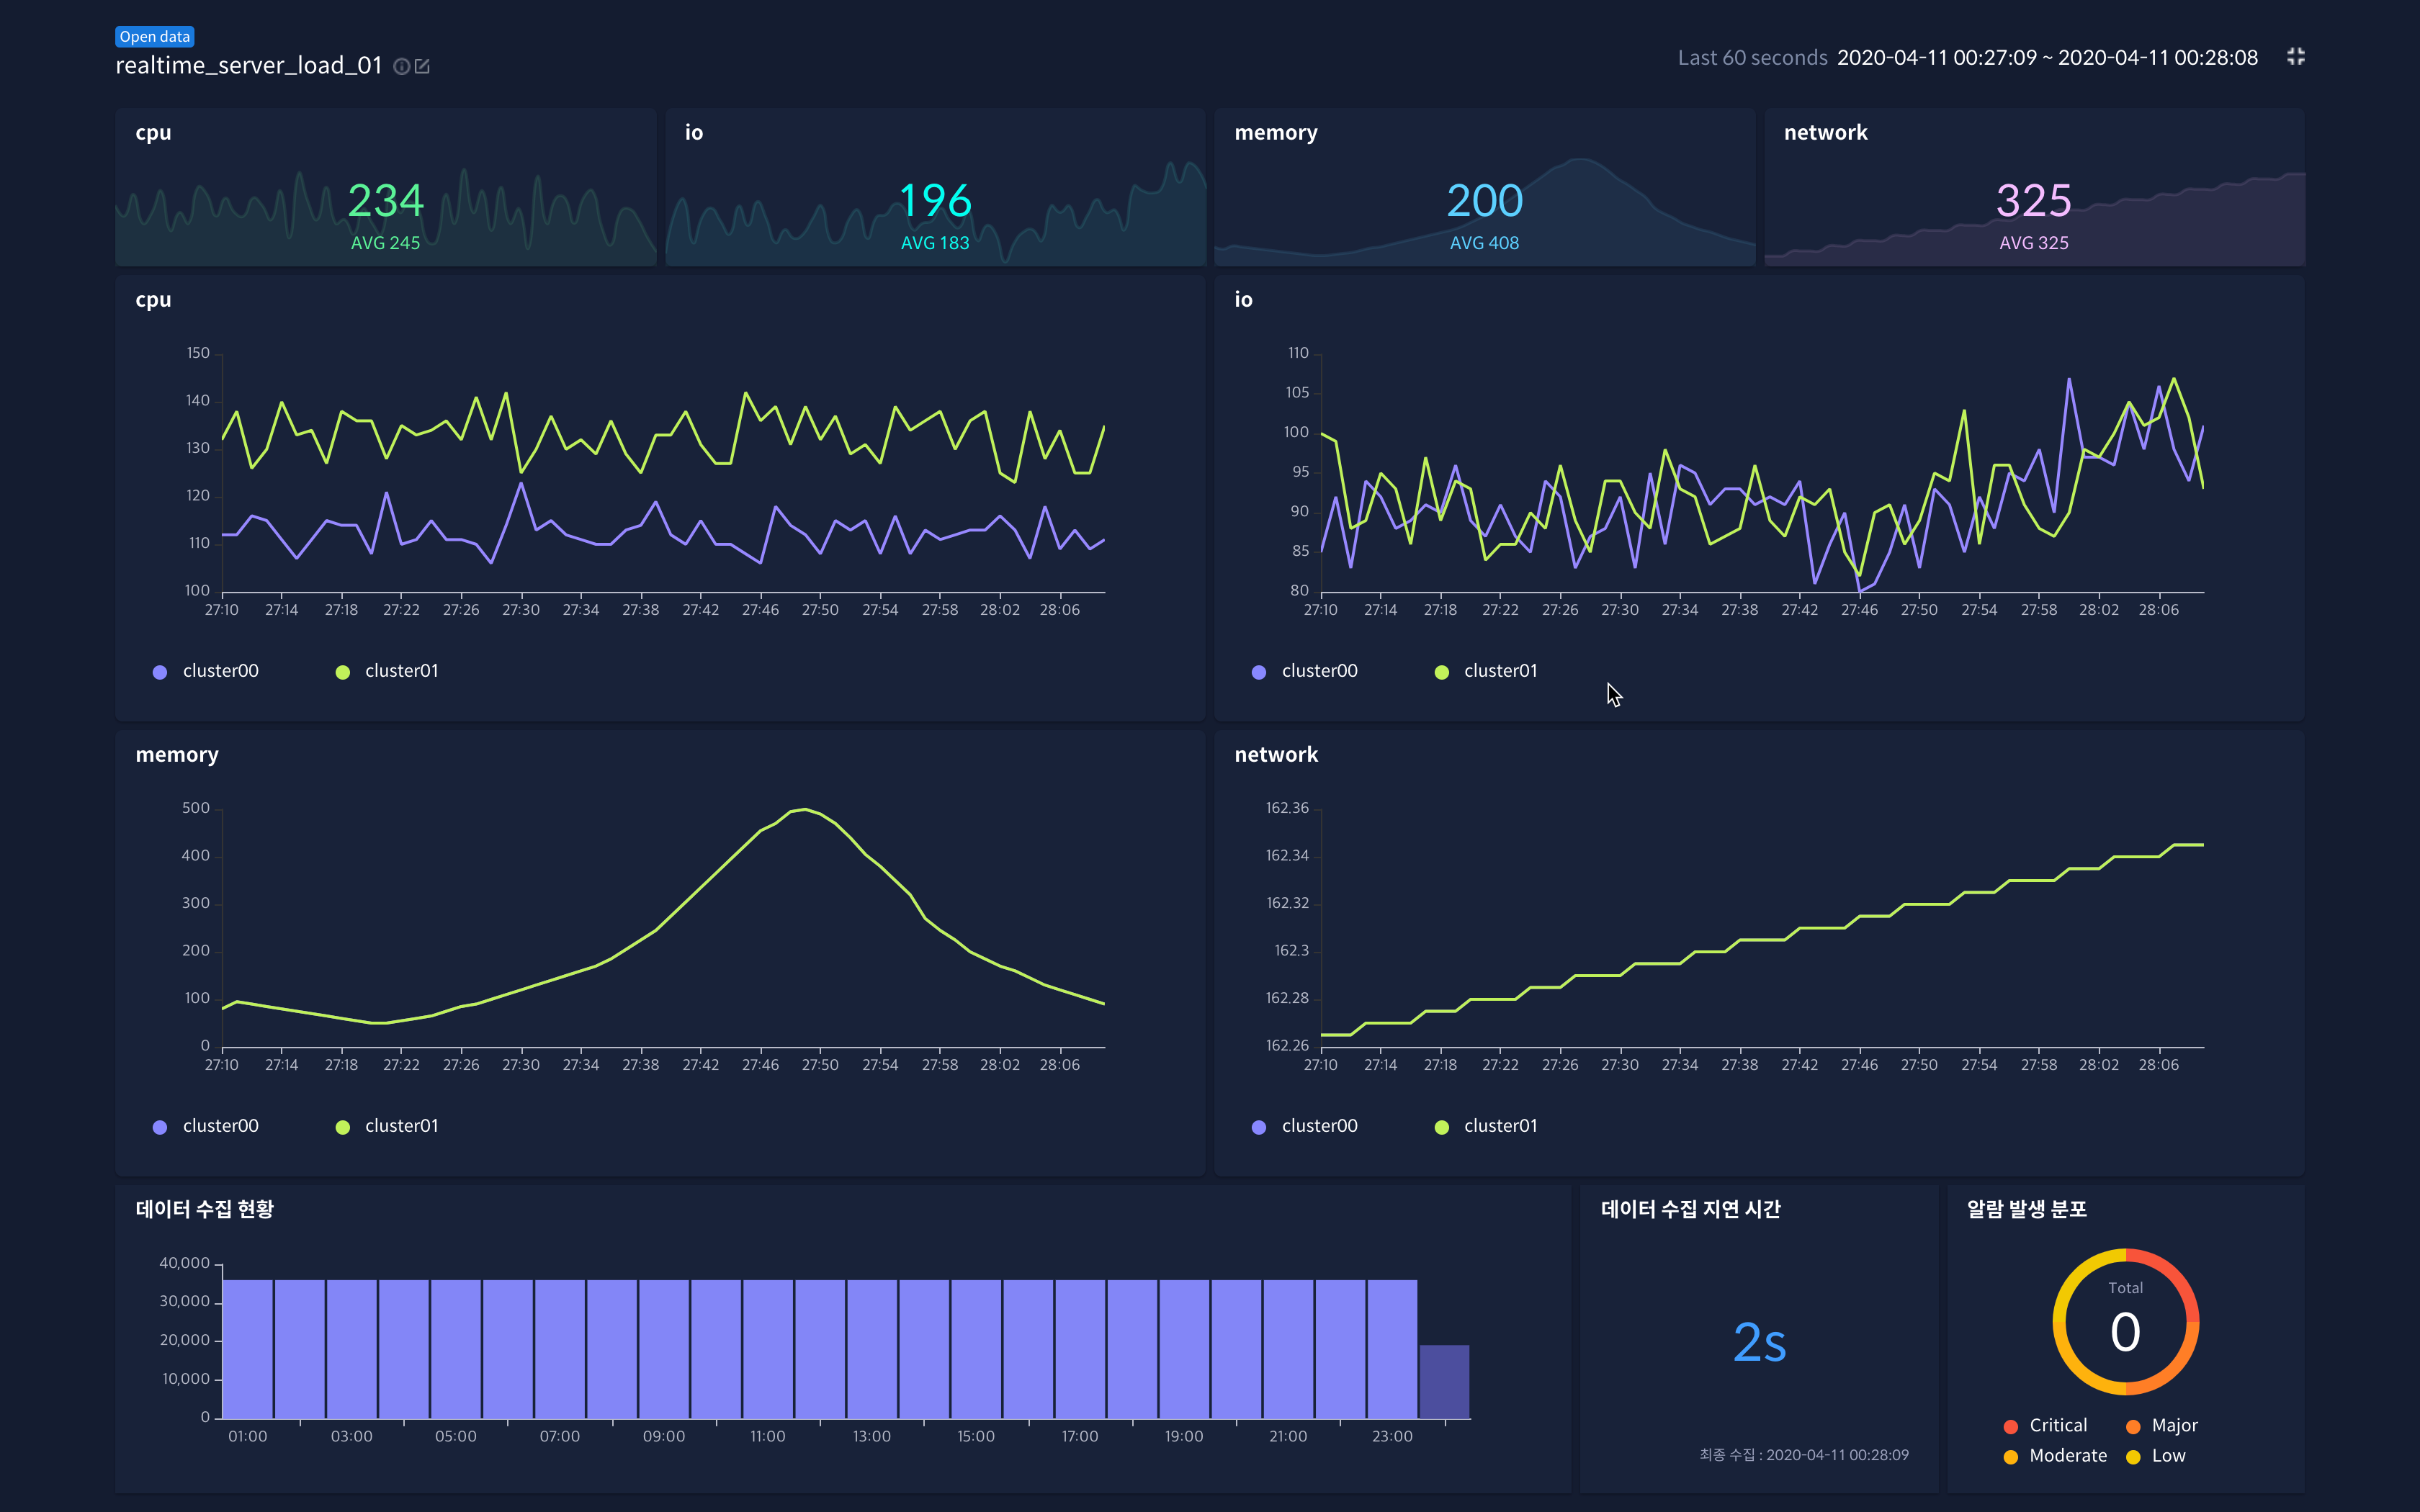 Open data
realtime_server_load_01
Last 60 seconds 2020-04-11 00:27:09 ~ 2020-04-11 00:28:08
cpu
234
AVG 245
io
196
AVG 183
memory
200
AVG 408
network
325
AVG 325
cpu
150
140
130
120
110
100
27:10 27:14 27:18 27:22 27:26 27:30 27:34 27:38 27:42 27:46 27:50 27:54 27:58 28:02 28:06
cluster00 cluster01
io
110
105
100
95
90
85
80
27:10 27:14 27:18 27:22 27:26 27:30 27:34 27:38 27:42 27:46 27:50 27:54 27:58 28:02 28:06
cluster00 cluster01
memory
500
400
300
200
100
0
27:10 27:14 27:18 27:22 27:26 27:30 27:34 27:38 27:42 27:46 27:50 27:54 27:58 28:02 28:06
cluster00 cluster01
network
162.36
162.34
162.32
162.3
162.28
162.26
27:10 27:14 27:18 27:22 27:26 27:30 27:34 27:38 27:42 27:46 27:50 27:54 27:58 28:02 28:06
cluster00 cluster01
데이터 수집 현황
40,000
30,000
20,000
10,000
0
01:00 03:00 05:00 07:00 09:00 11:00 13:00 15:00 17:00 19:00 21:00 23:00
데이터 수집 지연 시간
2s
최종 수집 : 2020-04-11 00:28:09
알람 발생 분포
Total
0
Critical Major
Moderate Low